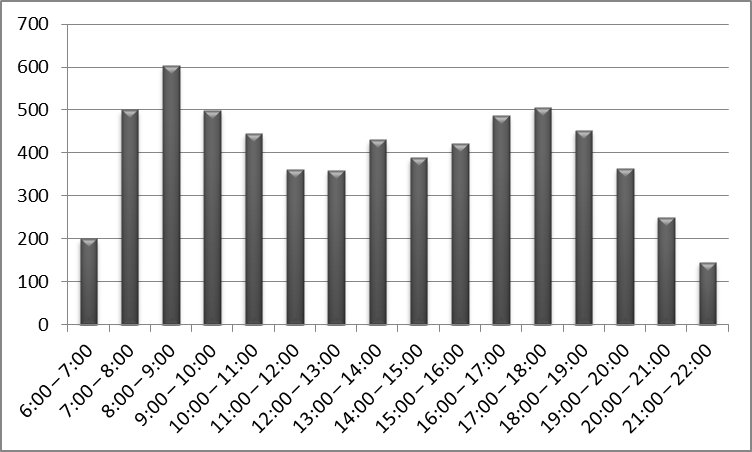 700
600
500
400
300
200
100
0
6:00 – 7:00
7:00 – 8:00
8:00 – 9:00
9:00 – 10:00
10:00 – 11:00
11:00 – 12:00
12:00 – 13:00
13:00 – 14:00
14:00 – 15:00
15:00 – 16:00
16:00 – 17:00
17:00 – 18:00
18:00 – 19:00
19:00 – 20:00
20:00 – 21:00
21:00 – 22:00